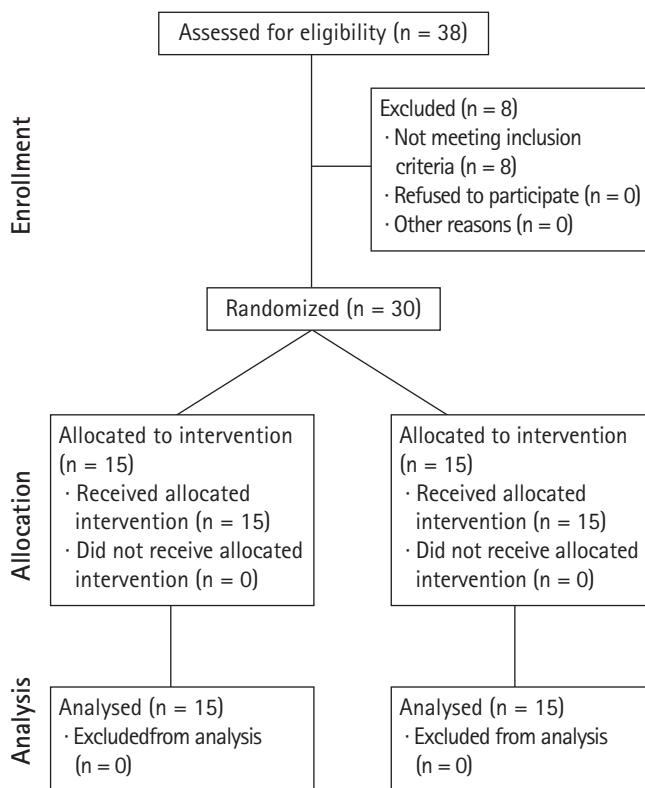 Assessed for eligibility (n = 38)
Enrollment
Excluded (n = 8)
· Not meeting inclusion
criteria (n = 8)
· Refused to participate (n = 0)
· Other reasons (n = 0)
Randomized (n = 30)
Allocation
Allocated to intervention
(n = 15)
· Received allocated
intervention (n = 15)
· Did not receive allocated
intervention (n = 0)
Allocated to intervention
(n = 15)
· Received allocated
intervention (n = 15)
· Did not receive allocated
intervention (n = 0)
Analysis
Analysed (n = 15)
· Excludedfrom analysis
(n = 0)
Analysed (n = 15)
· Excluded from analysis
(n = 0)